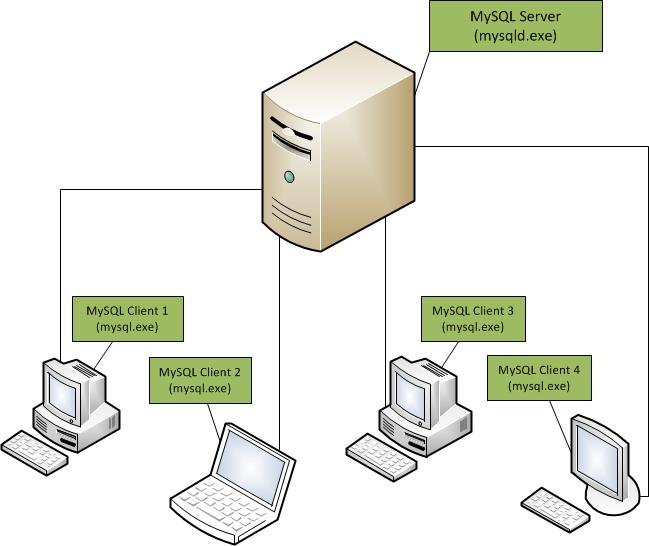 MySQL Server
(mysqld.exe)
MySQL Client 1
(mysql.exe)
MySQL Client 2
(mysql.exe)
MySQL Client 3
(mysql.exe)
MySQL Client 4
(mysql.exe)